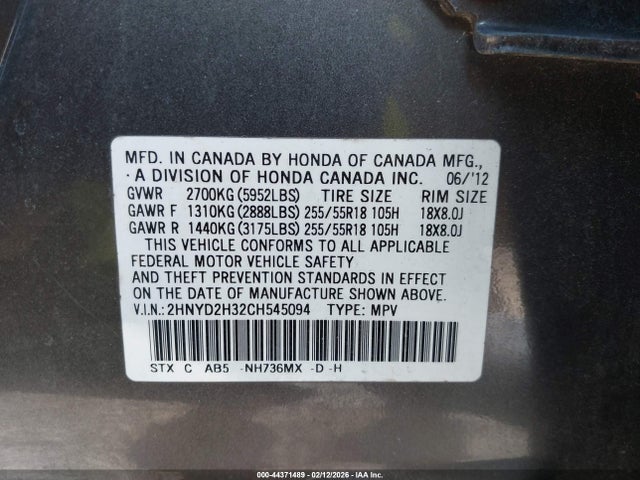 MFD. IN CANADA BY HONDA OF CANADA MFG.,
A DIVISION OF HONDA CANADA INC. 06/'12
GVWR 2700KG (5952LBS) TIRE SIZE RIM SIZE
GAWR F 1310KG (2888LBS) 255/55R18 105H 18X8.0J
GAWR R 1440KG (3175LBS) 255/55R18 105H 18X8.0J
THIS VEHICLE CONFORMS TO ALL APPLICABLE
FEDERAL MOTOR VEHICLE SAFETY
AND THEFT PREVENTION STANDARDS IN EFFECT
ON THE DATE OF MANUFACTURE SHOWN ABOVE.
V.I.N.: 2HNYD2H32CH545094 TYPE: MPV
STX C AB5 -NH736MX -D -H
000-44371489 - 02/12/2026 - IAA Inc.